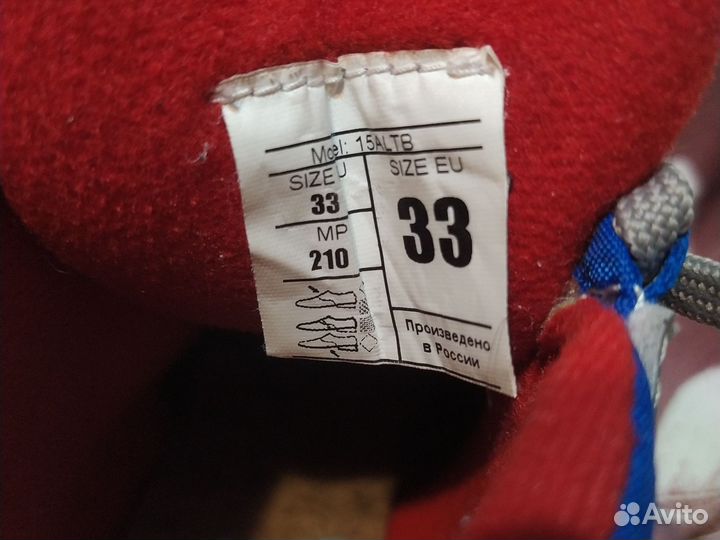 Model: 15ALTB
SIZE U
33
MP
210
SIZE EU
33
Произведено
в России
Avito